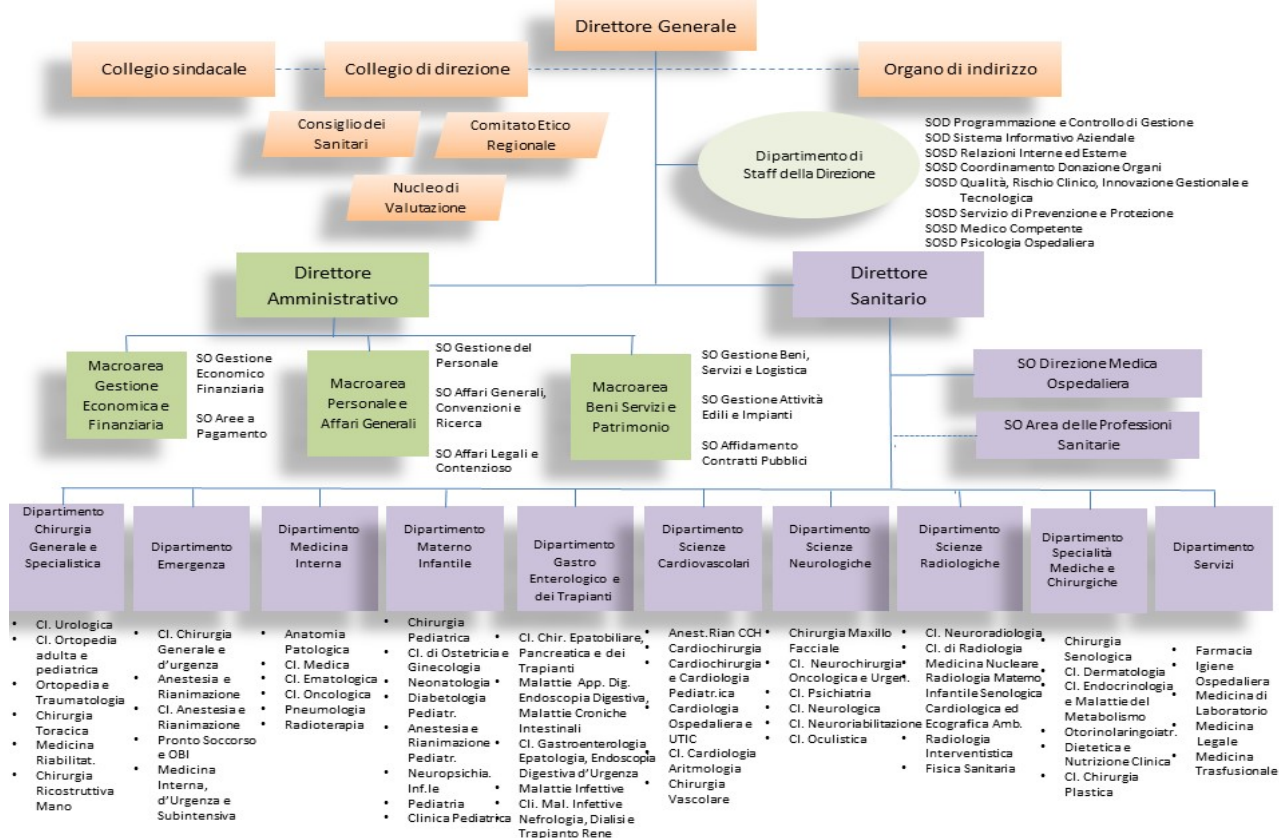 Direttore Generale
Collegio sindacale
Collegio di direzione
Organo di indirizzo
Consiglio dei
Sanitari
Comitato Etico
Regionale
Nucleo di
Valutazione
Dipartimento di
Staff della Direzione
SOD Programmazione e Controllo di Gestione
SOD Sistema Informativo Aziendale
SOSD Relazioni Interne ed Esterne
SOSD Coordinamento Donazione Organi
SOSD Qualità, Rischio Clinico, Innovazione Gestionale e
Tecnologica
SOSD Servizio di Prevenzione e Protezione
SOSD Medico Competente
SOSD Psicologia Ospedaliera
Direttore
Amministrativo
Direttore
Sanitario
Macroarea
Gestione
Economica e
Finanziaria
SO Gestione
Economico
Finanziaria
SO Aree a
Pagamento
Macroarea
Personale e
Affari Generali
SO Gestione del
Personale
SO Affari Generali,
Convenzioni e
Ricerca
SO Affari Legali e
Contenzioso
Macroarea
Beni Servizi e
Patrimonio
SO Gestione Beni,
Servizi e Logistica
SO Gestione Attività
Edili e Impianti
SO Affidamento
Contratti Pubblici
SO Direzione Medica
Ospedaliera
SO Area delle Professioni
Sanitarie
Dipartimento
Chirurgia
Generale e
Specialistica
• Cl. Urologica
• Cl. Ortopedia
adulta e
pediatrica
• Ortopedia e
Traumatologia
• Chirurgia
Toracica
• Medicina
Riabilitat.
• Chirurgia
Ricostruttiva
Mano
Dipartimento
Emergenza
• Cl. Chirurgia
Generale e
d'urgenza
• Anestesia e
Rianimazione
• Cl. Anestesia e
Rianimazione
• Pronto Soccorso
e OBI
• Medicina
Interna,
d'Urgenza e
Subintensiva
Dipartimento
Medicina
Interna
• Anatomia
Patologica
• Cl. Medica
• Cl. Ematologica
• Cl. Oncologica
• Pneumologia
• Radioterapia
Dipartimento
Materno
Infantile
• Chirurgia
Pediatrica
• Cl. di Ostetricia e
Ginecologia
• Neonatologia
• Diabetologia
Pediatr.
• Anestesia e
Rianimazione
Pediatr.
• Neuropsichia.
Inf.le
• Pediatria
• Clinica Pediatrica
Dipartimento
Gastro
Enterologico e
dei Trapianti
• Cl. Chir. Epatobiliare,
Pancreatica e dei
Trapianti
• Malattie App. Dig.
Endoscopia Digestiva,
Malattie Croniche
Intestinali
• Cl. Gastroenterologia
Epatologia, Endoscopia
Digestiva d'Urgenza
• Malattie Infettive
• Cli. Mal. Infettive
• Nefrologia, Dialisi e
Trapianto Rene
Dipartimento
Scienze
Cardiovascolari
• Anest.Rian CCH
• Cardiochirurgia
• Cardiochirurgia
e Cardiologia
Pediatr.ica
• Cardiologia
Ospedaliera e
UTIC
• Cl. Cardiologia
Aritmologia
• Chirurgia
Vascolare
Dipartimento
Scienze
Neurologiche
• Chirurgia Maxillo
Facciale
• Cl. Neurochirurgia
Oncologica e Urgen.
• Cl. Psichiatria
• Cl. Neurologica
• Cl. Neuroriabilitazione
• Cl. Oculistica
Dipartimento
Scienze
Radiologiche
• Cl. Neuroradiologia
• Cl. di Radiologia
• Medicina Nucleare
• Radiologia Materno
Infantile Senologica
Cardiologica ed
Ecografica Amb.
• Radiologia
Interventistica
• Fisica Sanitaria
Dipartimento
Specialità
Mediche e
Chirurgiche
• Chirurgia
Senologica
• Cl. Dermatologia
• Cl. Endocrinologia
e Malattie del
Metabolismo
• Otorinolaringoiatr.
• Dietetica e
Nutrizione Clinica
• Cl. Chirurgia
Plastica
Dipartimento
Servizi
• Farmacia
• Igiene
Ospedaliera
• Medicina di
Laboratorio
• Medicina
Legale
• Medicina
Trasfusionale